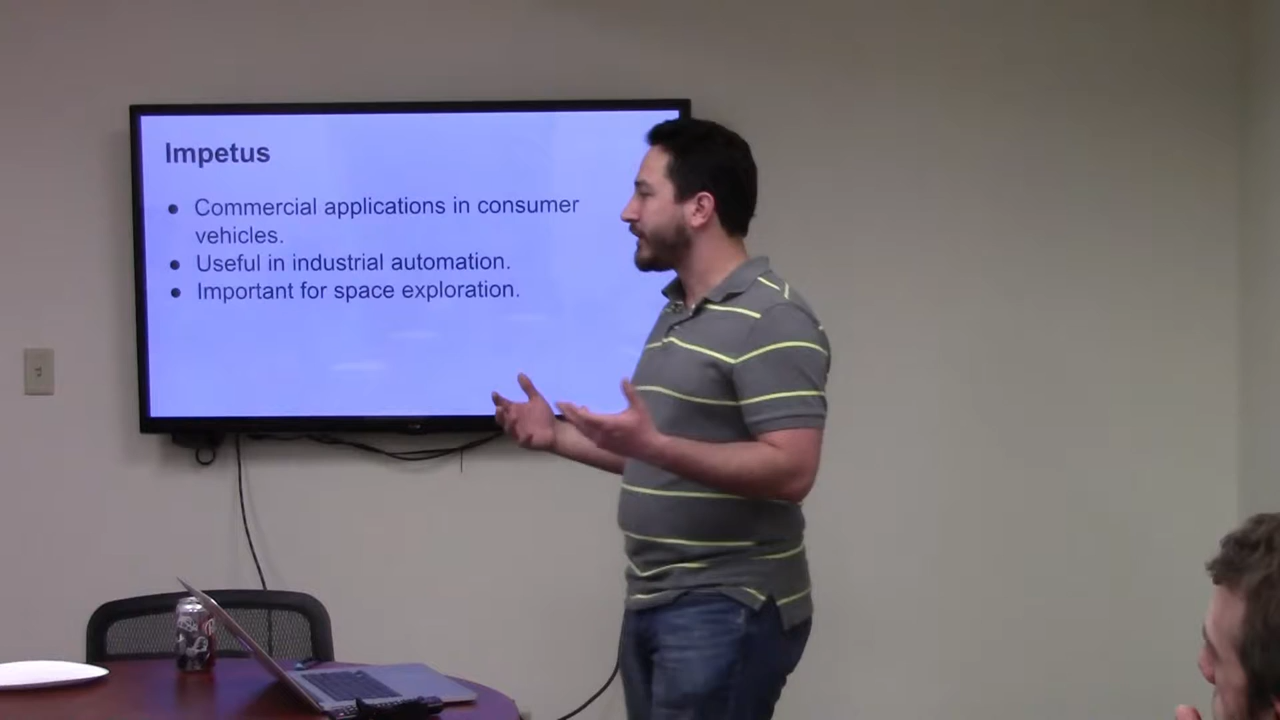 Impetus
● Commercial applications in consumer
vehicles.
● Useful in industrial automation.
● Important for space exploration.